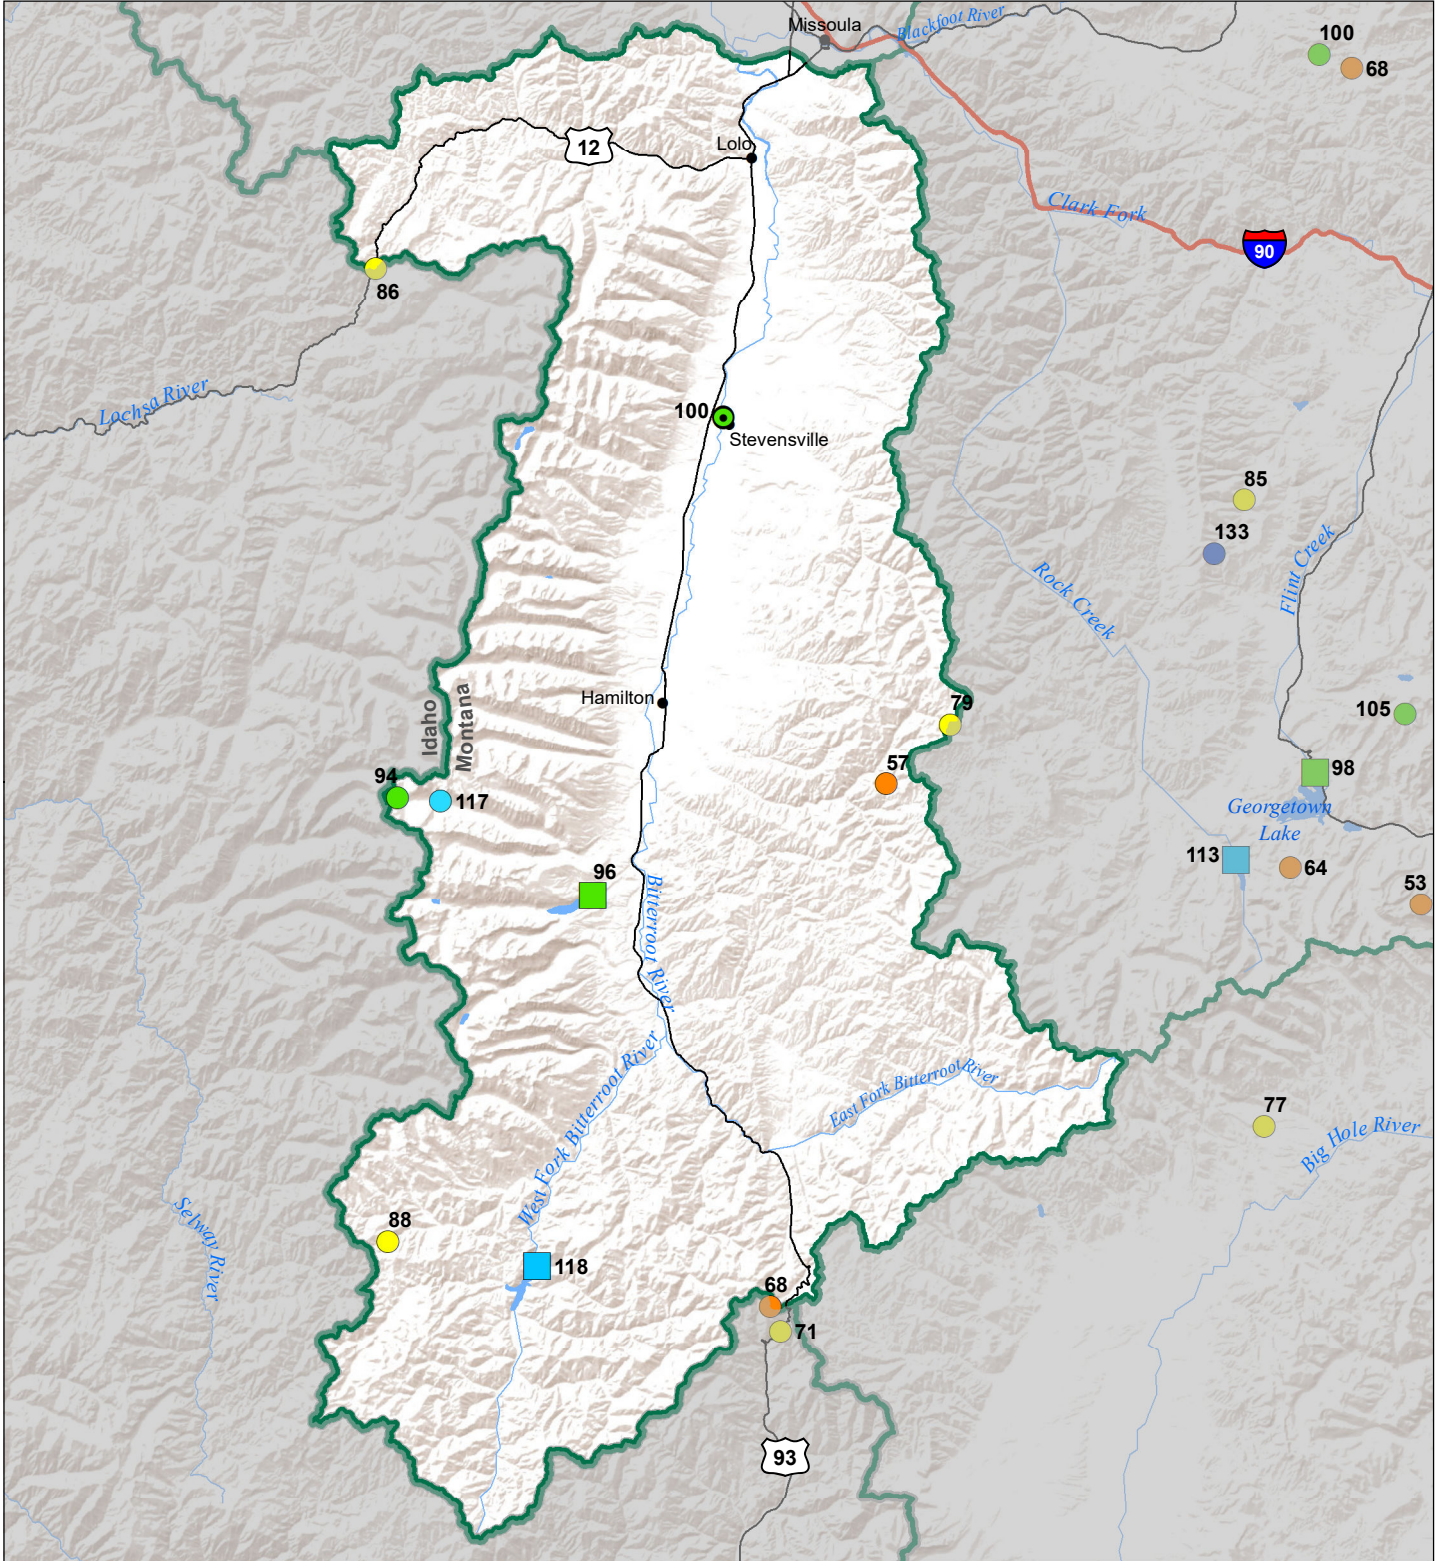 Missoula
Blackfoot River
100
68
12
Lolo
Clark Fork
90
86
Lochsa River
100
Stevensville
85
133
Flint Creek
Rock Creek
Idaho
Montana
Hamilton
79
105
57
98
94
117
Georgetown
Lake
113
64
96
53
Bitterroot River
West Fork Bitterroot River
East Fork Bitterroot River
77
Big Hole River
Selway River
88
118
68
71
93